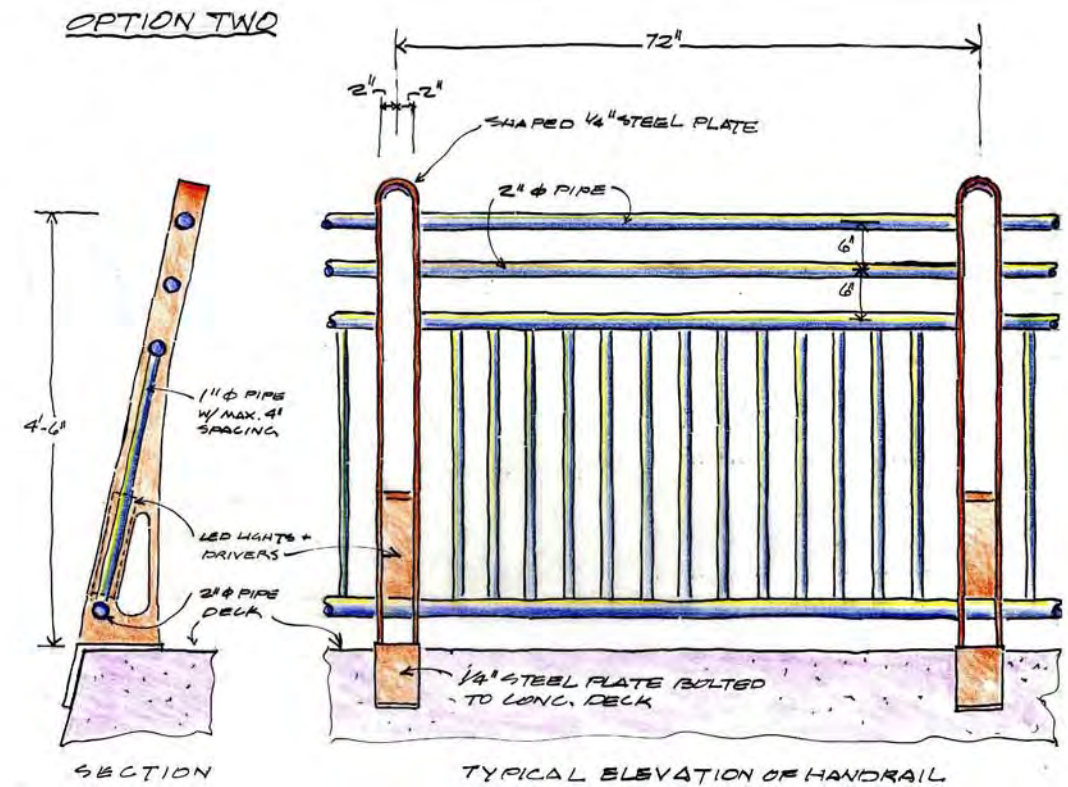 OPTION TWO
72"
2" 2"
SHAPED 1/4" STEEL PLATE
2" ⌀ PIPE
6"
6"
1" ⌀ PIPE
W/ MAX. 4"
SPACING
4'-6"
LED LIGHTS +
DRIVERS
2" ⌀ PIPE
DECK
1/4" STEEL PLATE BOLTED
TO CONC. DECK
SECTION
TYPICAL ELEVATION OF HANDRAIL